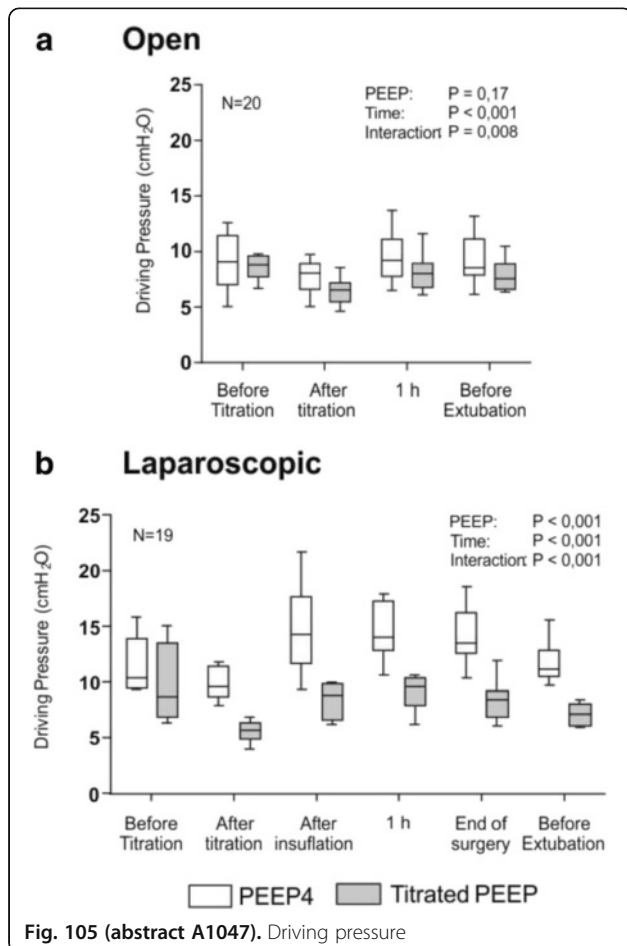 a Open
Driving Pressure (cmH₂O)
25
20
15
10
5
0
N=20
PEEP: P = 0,17
Time: P < 0,001
Interaction: P = 0,008
Before Titration
After titration
1 h
Before Extubation
b Laparoscopic
Driving Pressure (cmH₂O)
25
20
15
10
5
0
N=19
PEEP: P < 0,001
Time: P < 0,001
Interaction: P < 0,001
Before Titration
After titration
After insuflation
1 h
End of surgery
Before Extubation
PEEP4
Titrated PEEP
Fig. 105 (abstract A1047). Driving pressure